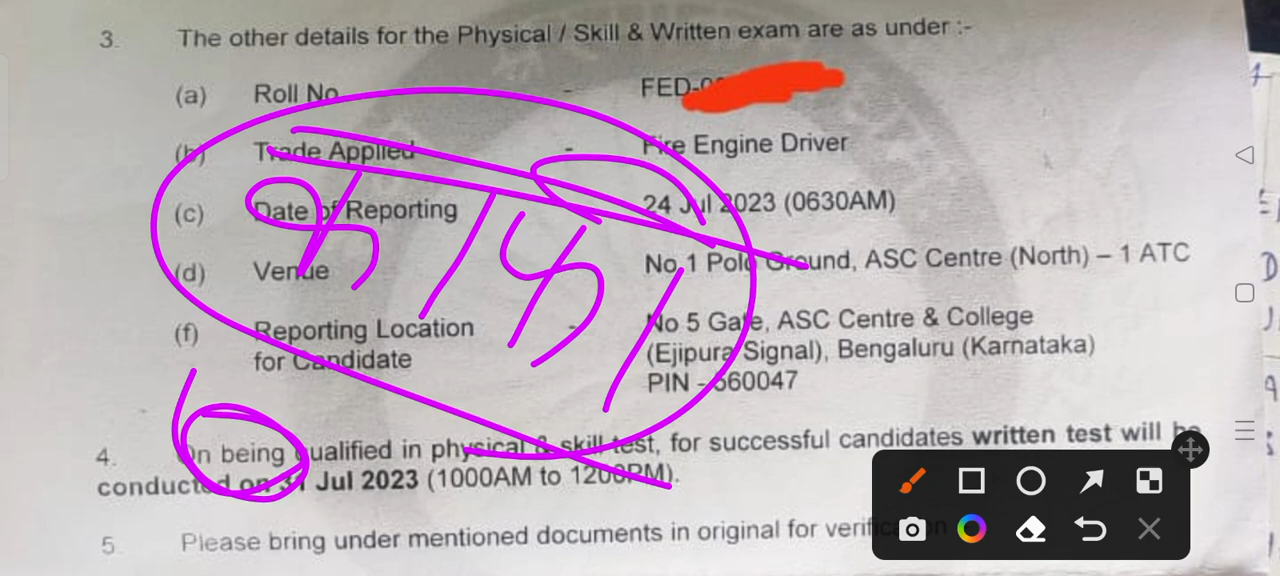 3. The other details for the Physical / Skill & Written exam are as under :-
(a) Roll No - FED-
(b) Trade Applied - Fire Engine Driver
(c) Date of Reporting 24 Jul 2023 (0630AM)
(d) Venue No.1 Polo Ground, ASC Centre (North) – 1 ATC
(f) Reporting Location - No 5 Gate, ASC Centre & College
for Candidate (Ejipura Signal), Bengaluru (Karnataka)
PIN - 560047
4. On being qualified in physical & skill test, for successful candidates written test will be
conducted on 31 Jul 2023 (1000AM to 1200PM).
5. Please bring under mentioned documents in original for